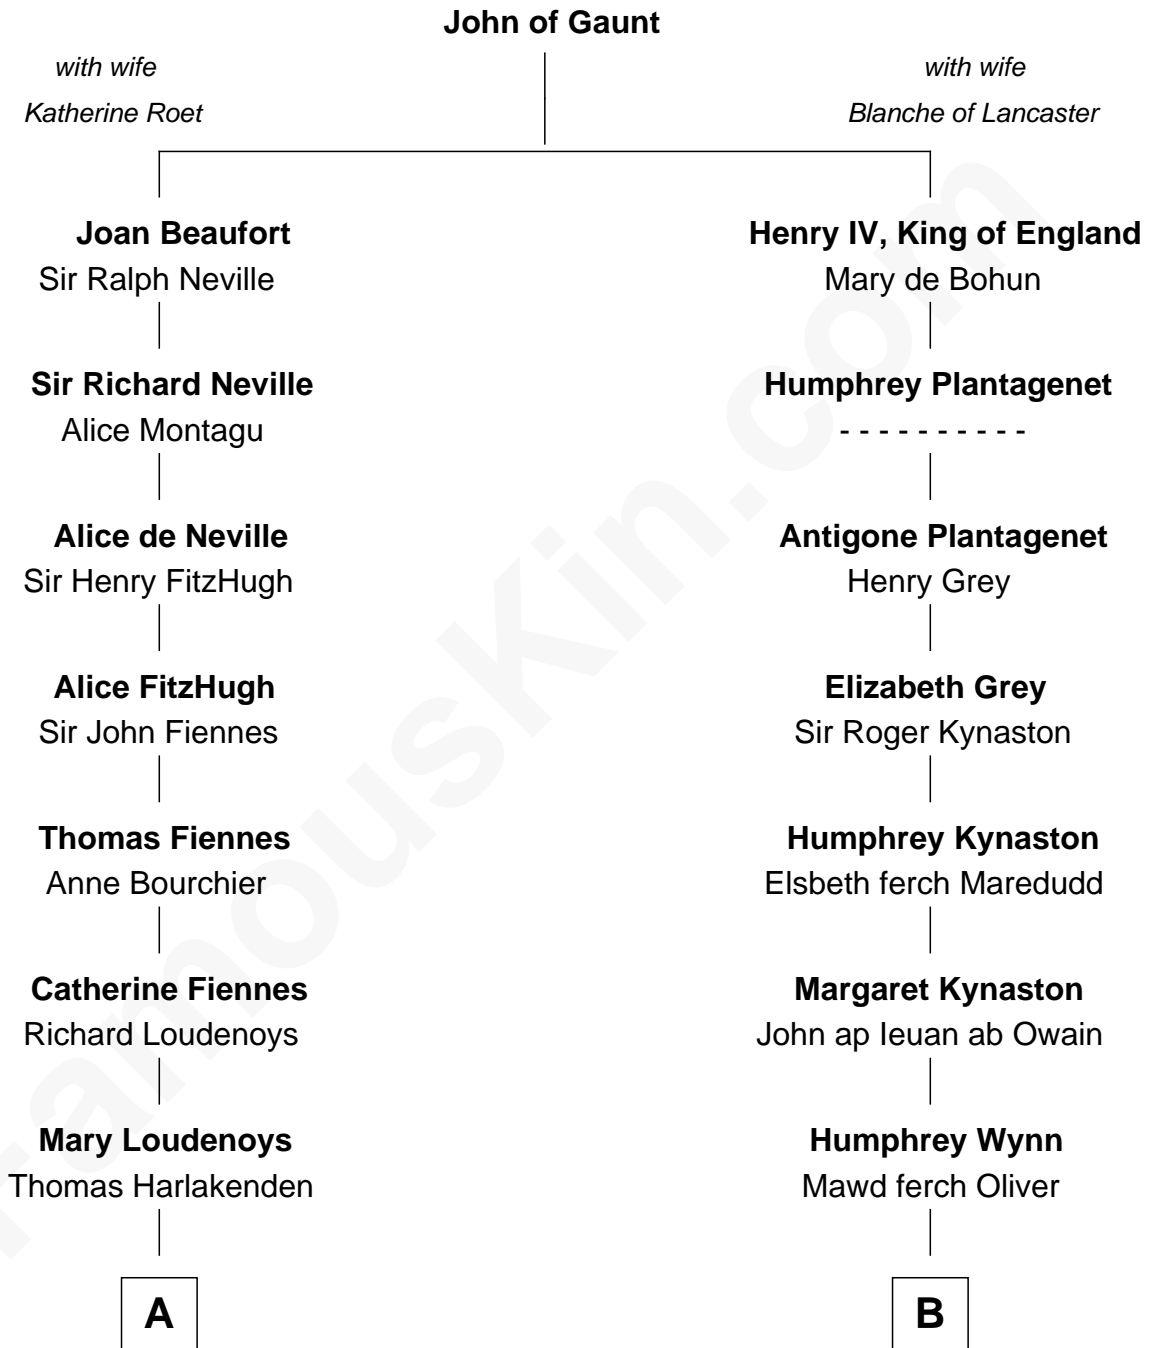 John of Gaunt
with wife
Katherine Roet
with wife
Blanche of Lancaster
Joan Beaufort
Sir Ralph Neville
Henry IV, King of England
Mary de Bohun
Sir Richard Neville
Alice Montagu
Humphrey Plantagenet
- - - - - - - - - -
Alice de Neville
Sir Henry FitzHugh
Antigone Plantagenet
Henry Grey
Alice FitzHugh
Sir John Fiennes
Elizabeth Grey
Sir Roger Kynaston
Thomas Fiennes
Anne Bourchier
Humphrey Kynaston
Elsbeth ferch Maredudd
Catherine Fiennes
Richard Loudenoys
Margaret Kynaston
John ap Ieuan ab Owain
Mary Loudenoys
Thomas Harlakenden
Humphrey Wynn
Mawd ferch Oliver
A
B
FamousKin.com